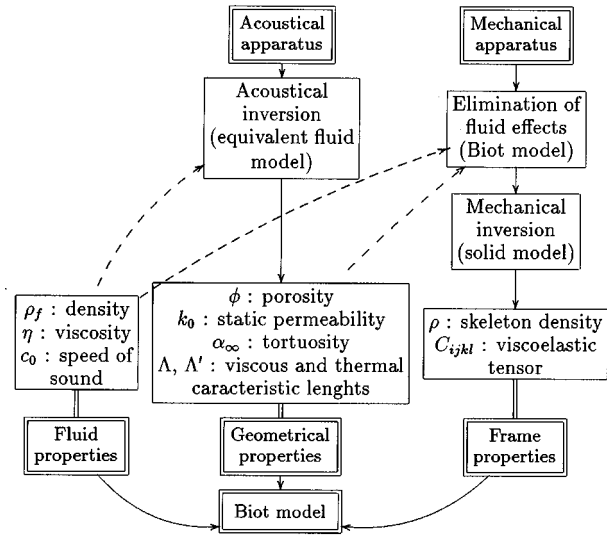 Acoustical
apparatus
Mechanical
apparatus
Acoustical
inversion
(equivalent fluid
model)
Elimination of
fluid effects
(Biot model)
Mechanical
inversion
(solid model)
ρf : density
η : viscosity
c0 : speed of
sound
ϕ : porosity
k0 : static permeability
α∞ : tortuosity
Λ, Λ′ : viscous and thermal
caracteristic lenghts
ρ : skeleton density
Cijkl : viscoelastic
tensor
Fluid
properties
Geometrical
properties
Frame
properties
Biot model